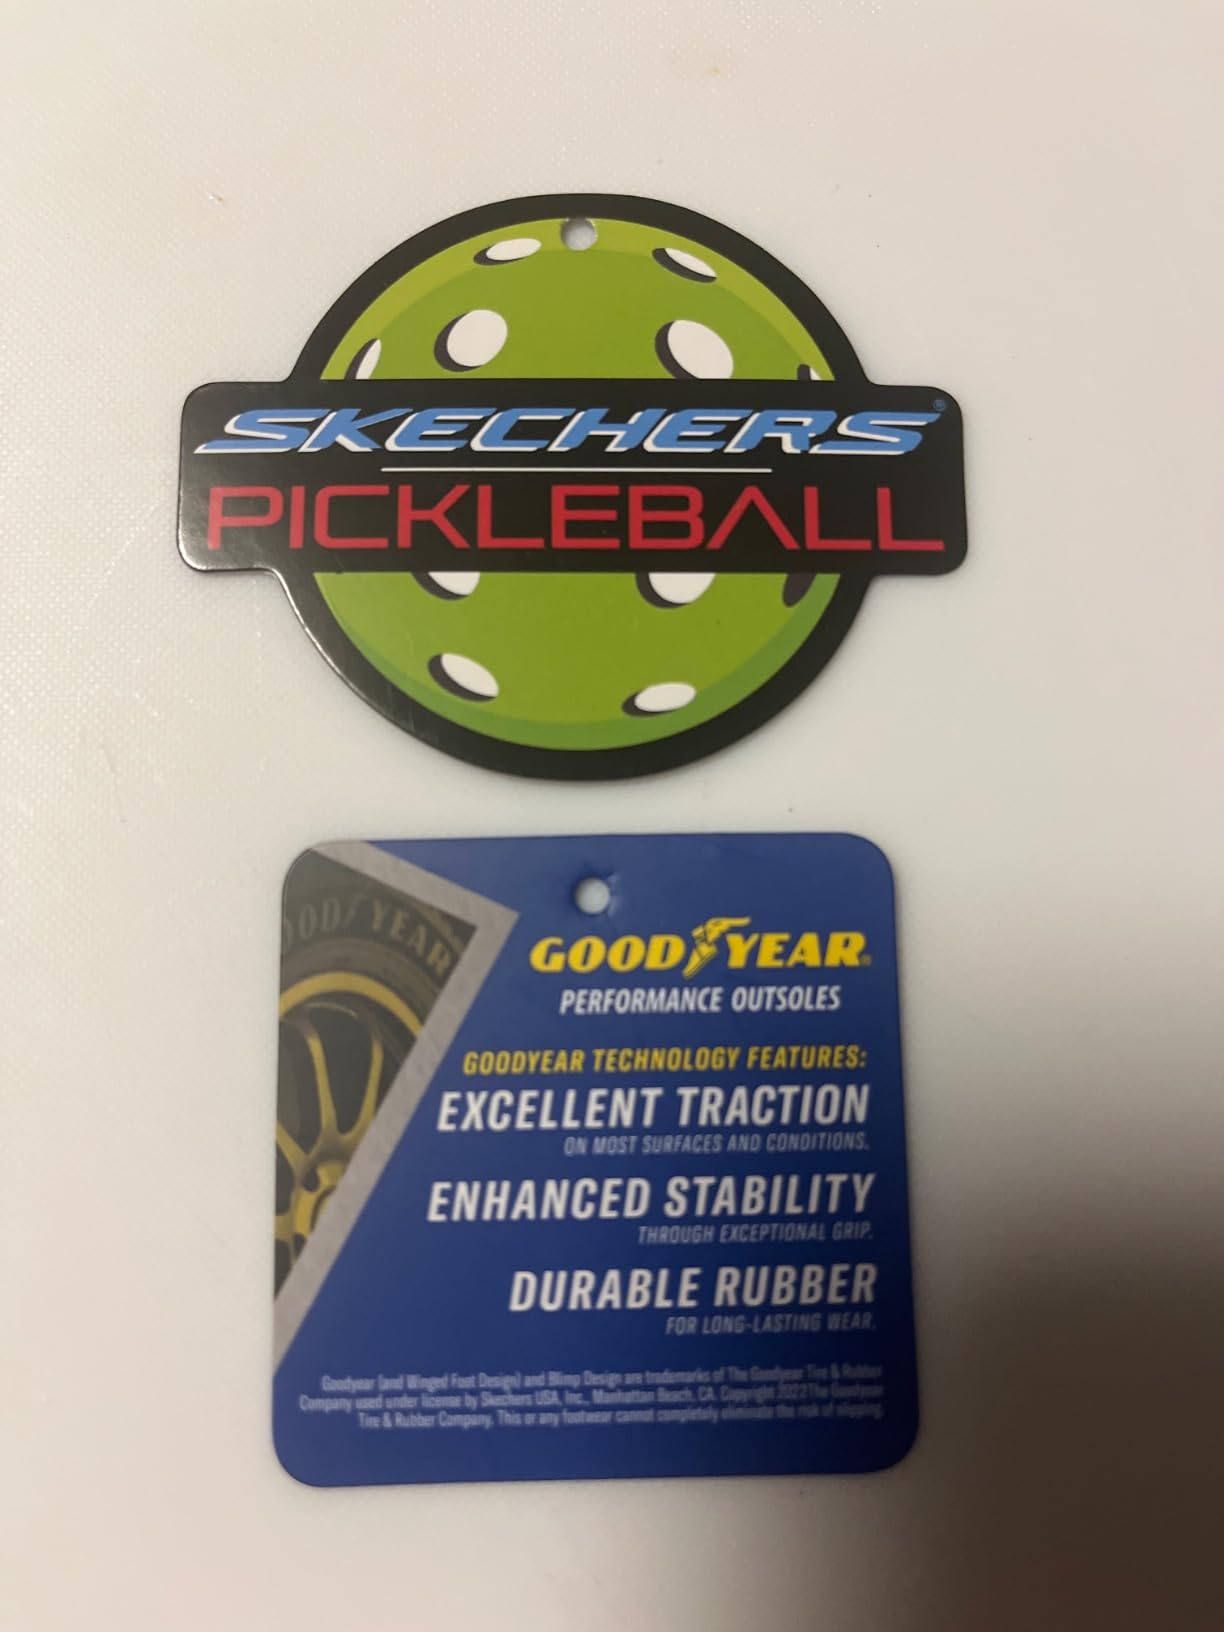 SKECHERS®
PICKLEBALL
GOOD YEAR
GOODYEAR®
PERFORMANCE OUTSOLES
GOODYEAR TECHNOLOGY FEATURES:
EXCELLENT TRACTION
ON MOST SURFACES AND CONDITIONS.
ENHANCED STABILITY
THROUGH EXCEPTIONAL GRIP.
DURABLE RUBBER
FOR LONG-LASTING WEAR.
Goodyear (and Winged Foot Design) and Blimp Design are trademarks of The Goodyear Tire & Rubber
Company used under license by Skechers USA, Inc., Manhattan Beach, CA. Copyright 2022 The Goodyear
Tire & Rubber Company. This or any footwear cannot completely eliminate the risk of slipping.